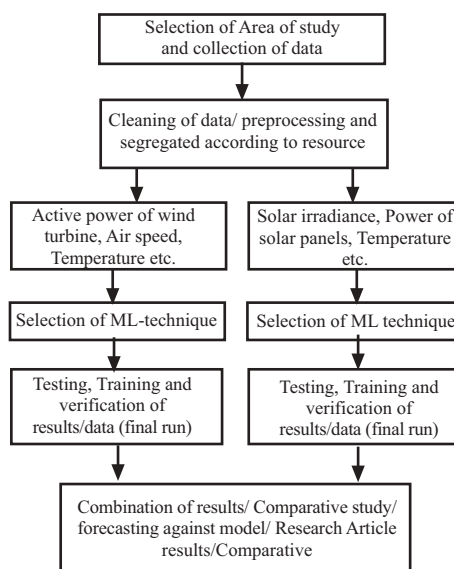 Selection of Area of study
and collection of data
Cleaning of data/ preprocessing and
segregated according to resource
Active power of wind
turbine, Air speed,
Temperature etc.
Solar irradiance, Power of
solar panels, Temperature
etc.
Selection of ML-technique
Selection of ML technique
Testing, Training and
verification of
results/data (final run)
Testing, Training and
verification of
results/data (final run)
Combination of results/ Comparative study/
forecasting against model/ Research Article
results/Comparative